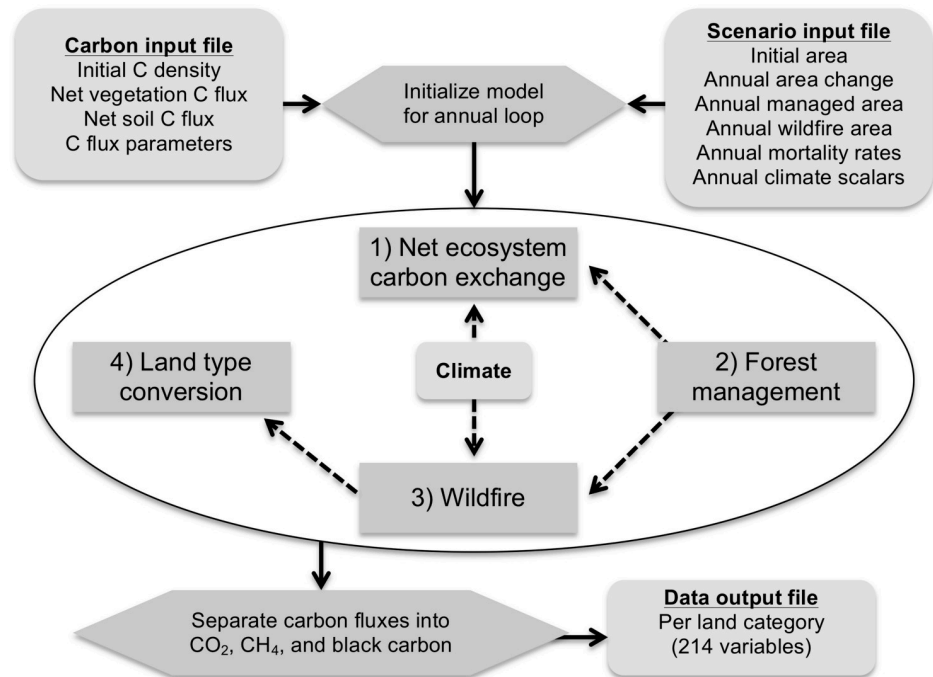 Carbon input file
Initial C density
Net vegetation C flux
Net soil C flux
C flux parameters
Initialize model
for annual loop
Scenario input file
Initial area
Annual area change
Annual managed area
Annual wildfire area
Annual mortality rates
Annual climate scalars
1) Net ecosystem
carbon exchange
4) Land type
conversion
Climate
2) Forest
management
3) Wildfire
Separate carbon fluxes into
CO₂, CH₄, and black carbon
Data output file
Per land category
(214 variables)